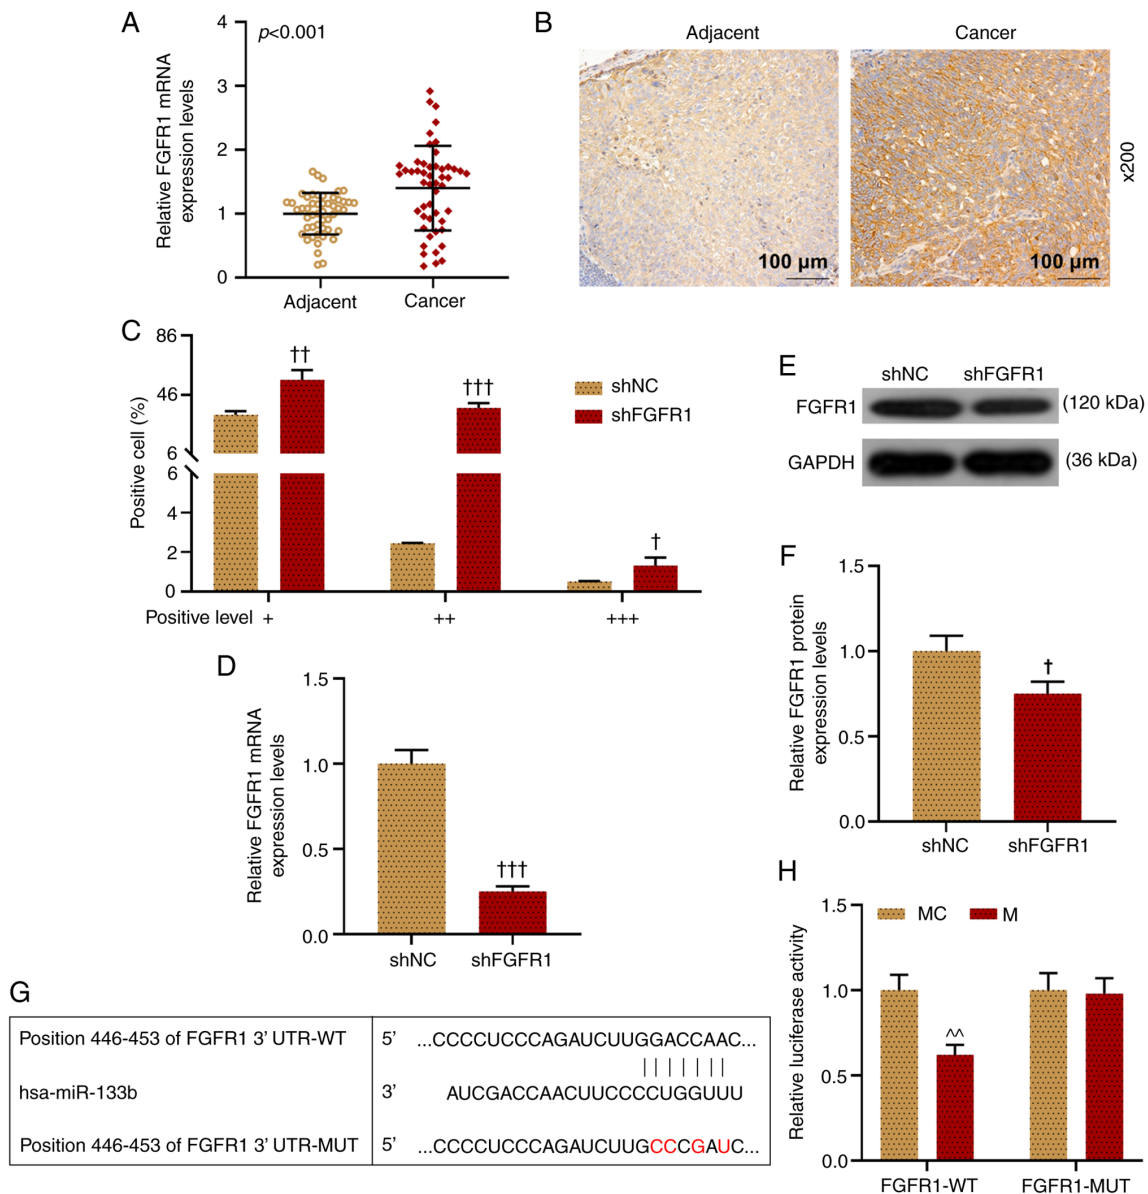 A
Relative FGFR1 mRNA
expression levels
4
3
2
1
0
p<0.001
Adjacent
Cancer
B
Adjacent
Cancer
100 µm
100 µm
x200
C
Positive cell (%)
86
46
6
6
4
2
0
††
†††
†
shNC
shFGFR1
Positive level + ++ +++
D
Relative FGFR1 mRNA
expression levels
1.5
1.0
0.5
0.0
†††
shNC
shFGFR1
E
shNC shFGFR1
FGFR1 (120 kDa)
GAPDH (36 kDa)
F
Relative FGFR1 protein
expression levels
1.5
1.0
0.5
0.0
†
shNC
shFGFR1
G
Position 446-453 of FGFR1 3’ UTR-WT 5’ ...CCCCUCCCAGAUCUUGGACCAAC...
hsa-miR-133b 3’ AUCGACCAACUUCCCCUGGUUU
Position 446-453 of FGFR1 3’ UTR-MUT 5’ ...CCCCUCCCAGAUCUUGCCCGAUC...
H
Relative luciferase activity
1.5
1.0
0.5
0.0
MC M
^^
FGFR1-WT
FGFR1-MUT